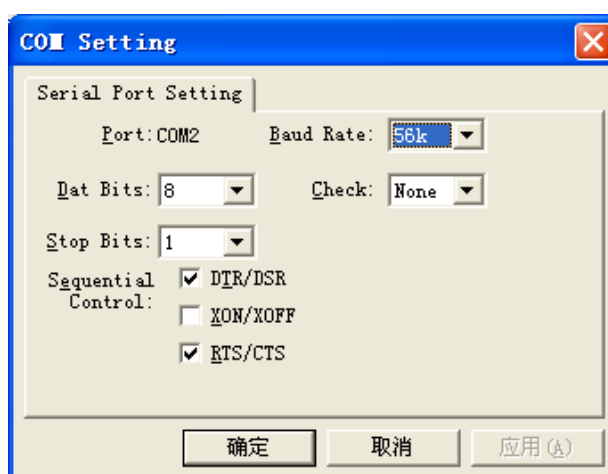 COM Setting
Serial Port Setting
Port: COM2 Baud Rate: 56k
Dat Bits: 8 Check: None
Stop Bits: 1
Sequential Control: DTR/DSR
XON/XOFF
RTS/CTS
确定 取消 应用(A)